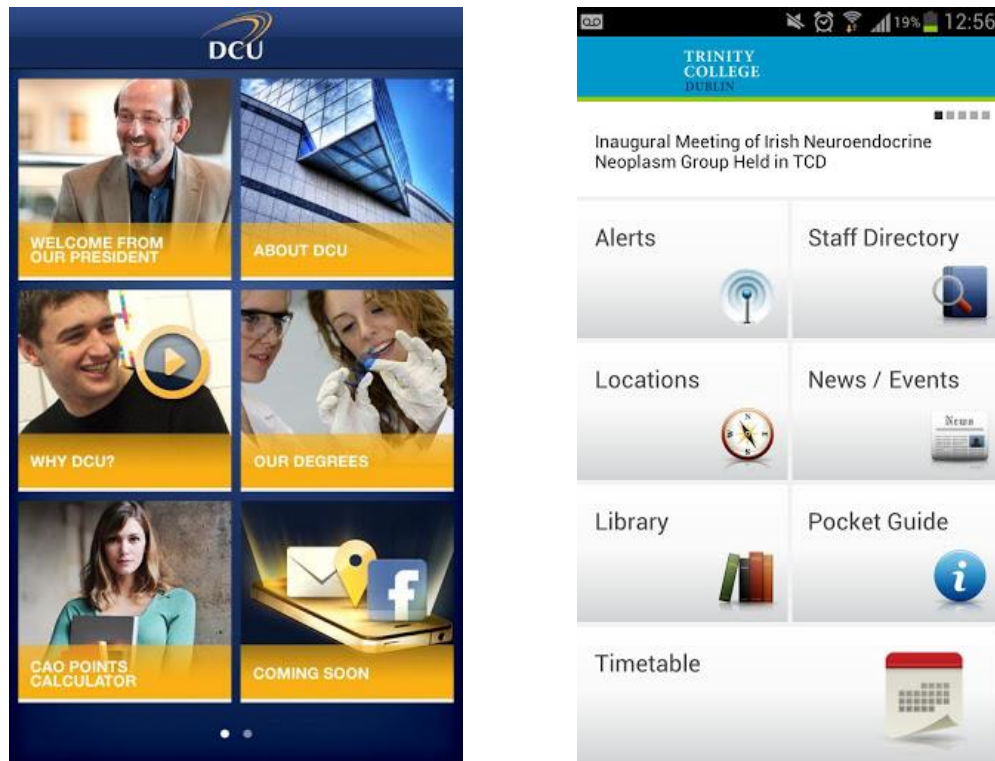 DCU
WELCOME FROM
OUR PRESIDENT
ABOUT DCU
WHY DCU?
OUR DEGREES
CAO POINTS
CALCULATOR
COMING SOON
19% 12:56
TRINITY
COLLEGE
DUBLIN
Inaugural Meeting of Irish Neuroendocrine
Neoplasm Group Held in TCD
Alerts
Staff Directory
Locations
N
W
E
S
News / Events
News
Library
Pocket Guide
i
Timetable